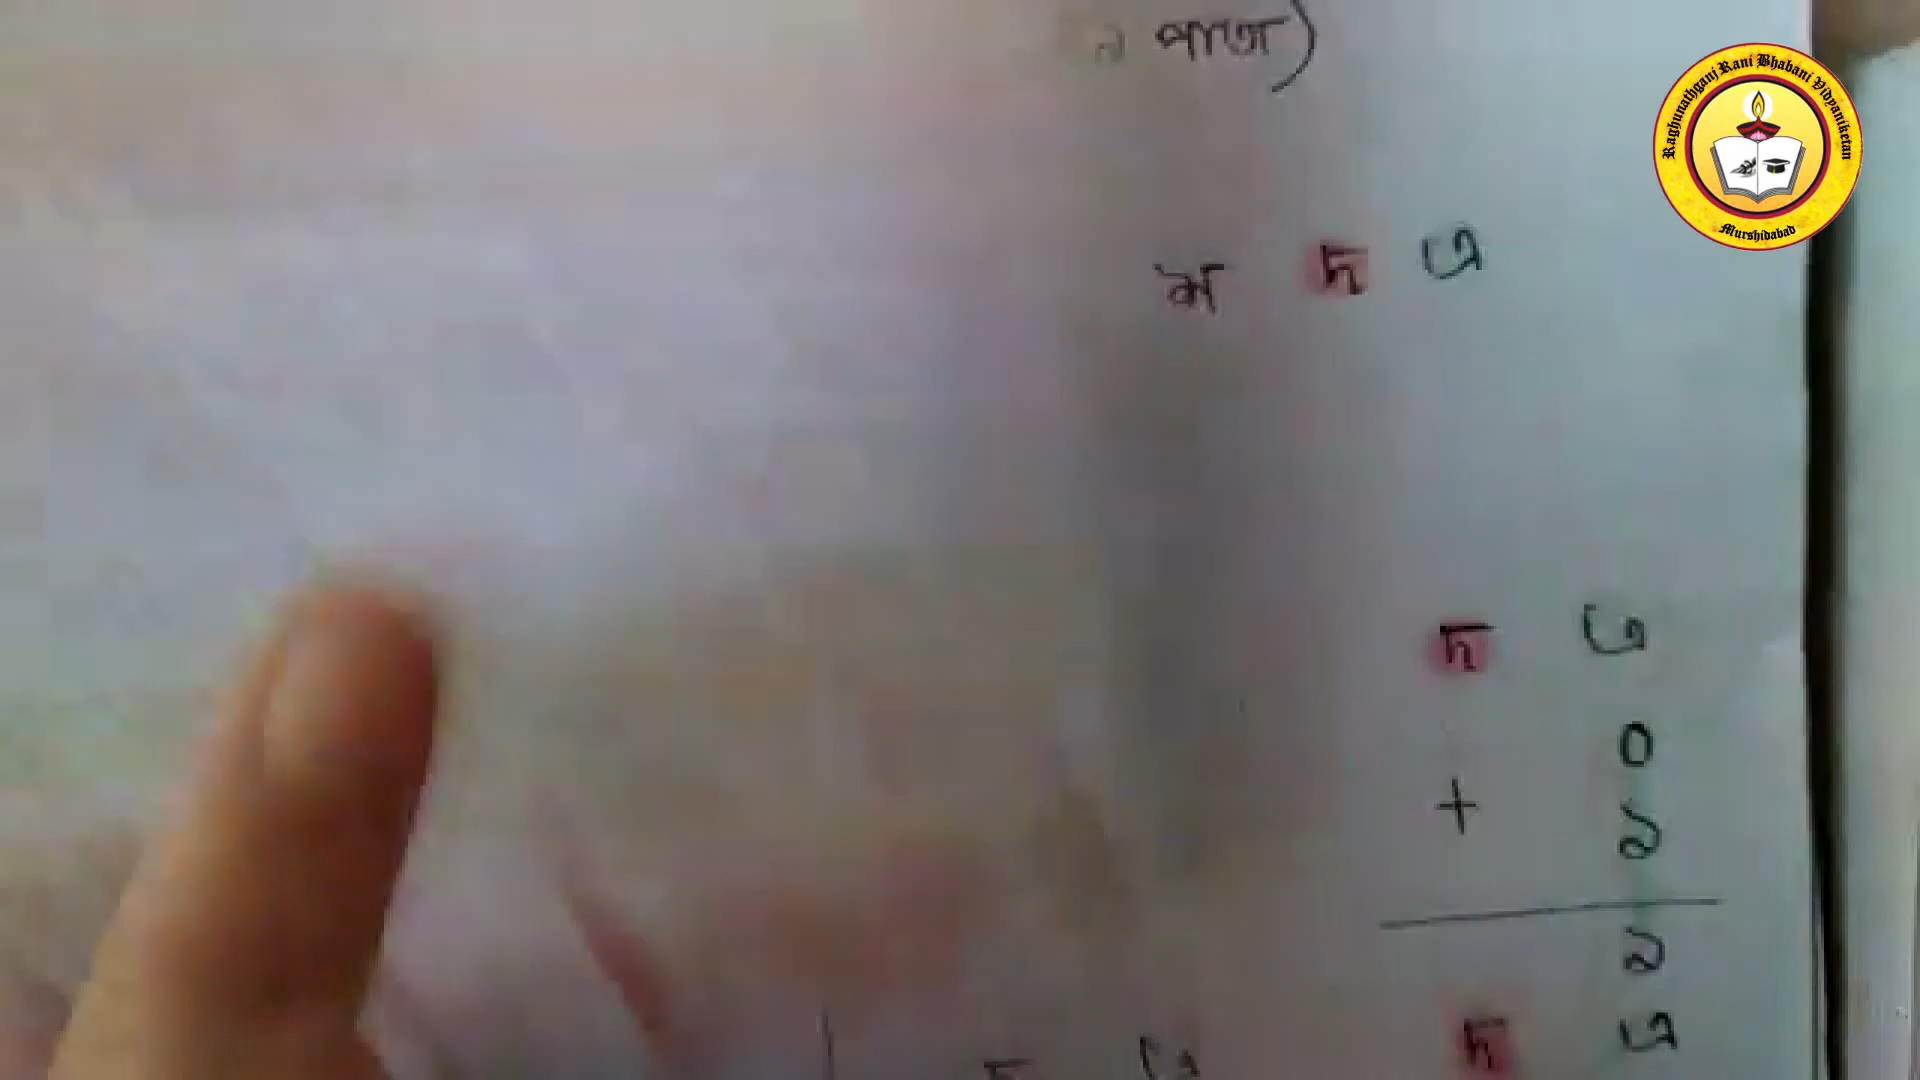 পাতা)
Raghunathganj Rani Bhabani Vidyaniketan
Murshidabad
স দ এ
দ এ
০
+ ২
২
দ এ